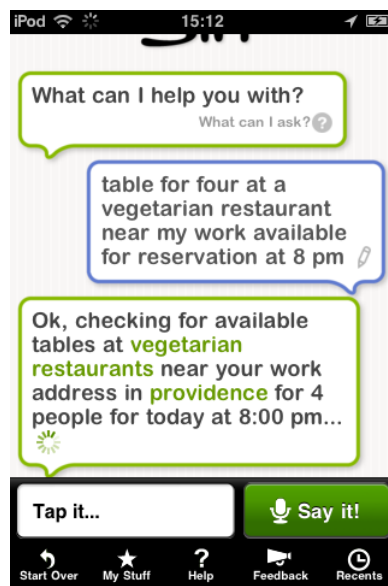 iPod 15:12
Siri
What can I help you with?
What can I ask??
table for four at a
vegetarian restaurant
near my work available
for reservation at 8 pm
Ok, checking for available
tables at vegetarian
restaurants near your work
address in providence for 4
people for today at 8:00 pm...
Tap it...
Say it!
Start Over My Stuff ? Help Feedback Recents